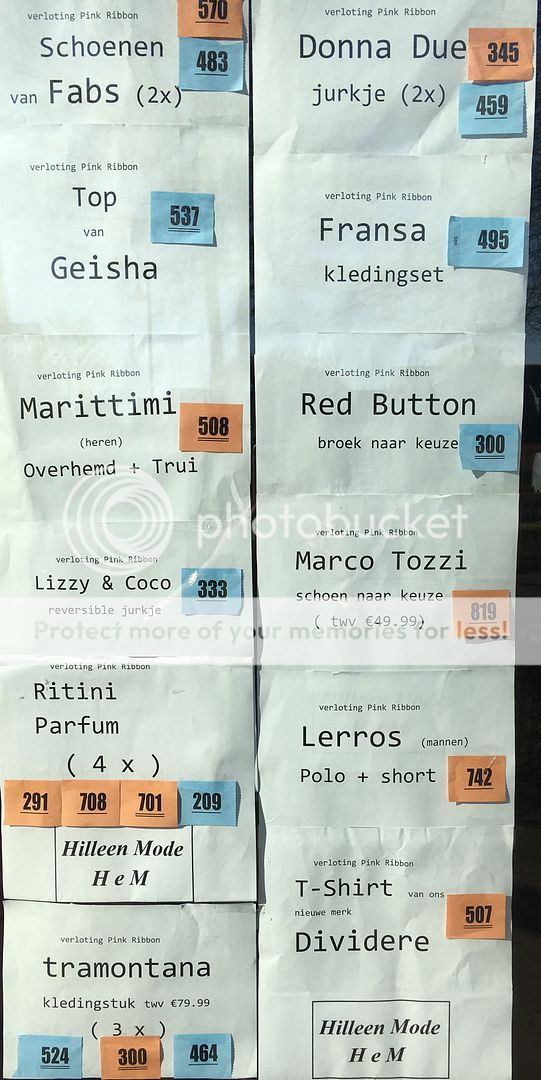 verloting Pink Ribbon
570
Schoenen
483
van Fabs (2x)
verloting Pink Ribbon
Top
van
537
Geisha
verloting Pink Ribbon
Marittimi
508
(heren)
Overhemd + Trui
verloting Pink Ribbon
Lizzy & Coco
333
reversible jurkje
verloting Pink Ribbon
Ritini
Parfum
( 4 x )
291 708 701 209
Hilleen Mode
H e M
verloting Pink Ribbon
tramontana
kledingstuk twv €79.99
( 3 x )
524 300 464
verloting Pink Ribbon
Donna Due
345
jurkje (2x)
459
verloting Pink Ribbon
Fransa
495
kledingset
verloting Pink Ribbon
Red Button
broek naar keuze
300
verloting Pink Ribbon
Marco Tozzi
schoen naar keuze
( twv €49.99)
819
verloting Pink Ribbon
Lerros (mannen)
Polo + short
742
verloting Pink Ribbon
T-Shirt van ons
nieuwe merk
507
Dividere
Hilleen Mode
H e M
photobucket
Protect more of your memories for less!